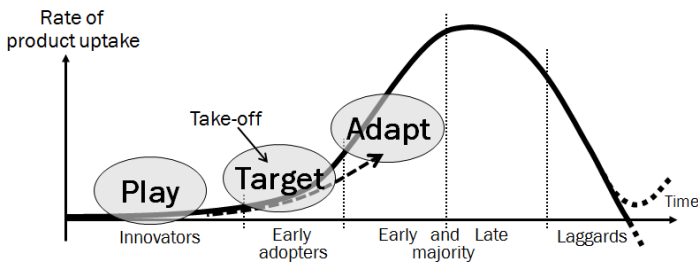 Rate of
product uptake
Take-off
Adapt
Target
Play
Time
Innovators
Early
adopters
Early and Late
majority
Laggards